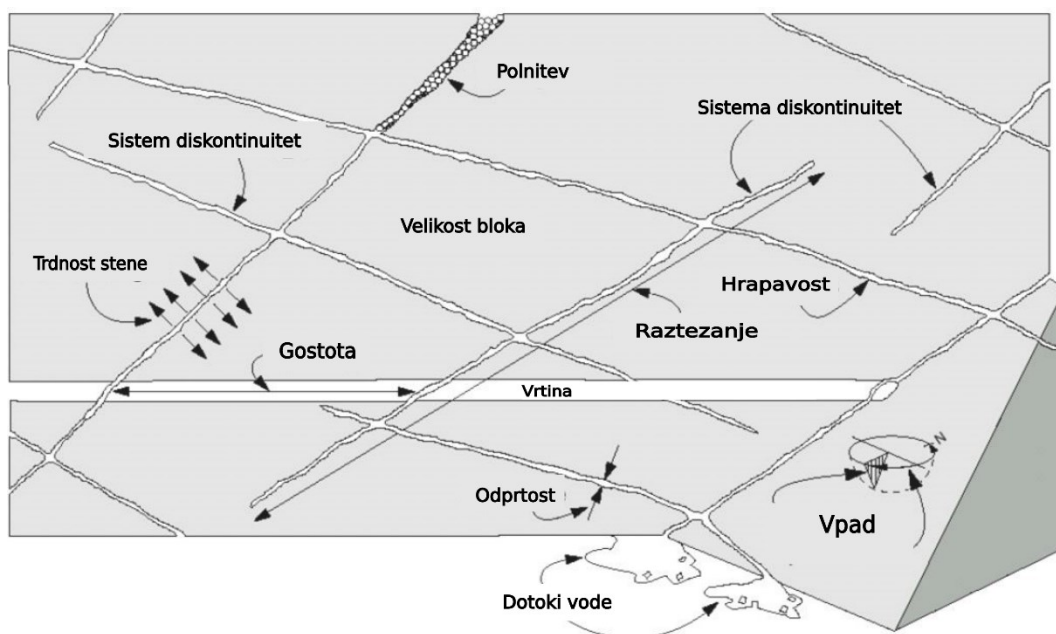 Polnitev
Sistema diskontinuitet
Sistem diskontinuitet
Velikost bloka
Trdnost stene
Hrapavost
Raztezanje
Gostota
Vrtina
N
Odprtost
Vpad
Dotoki vode